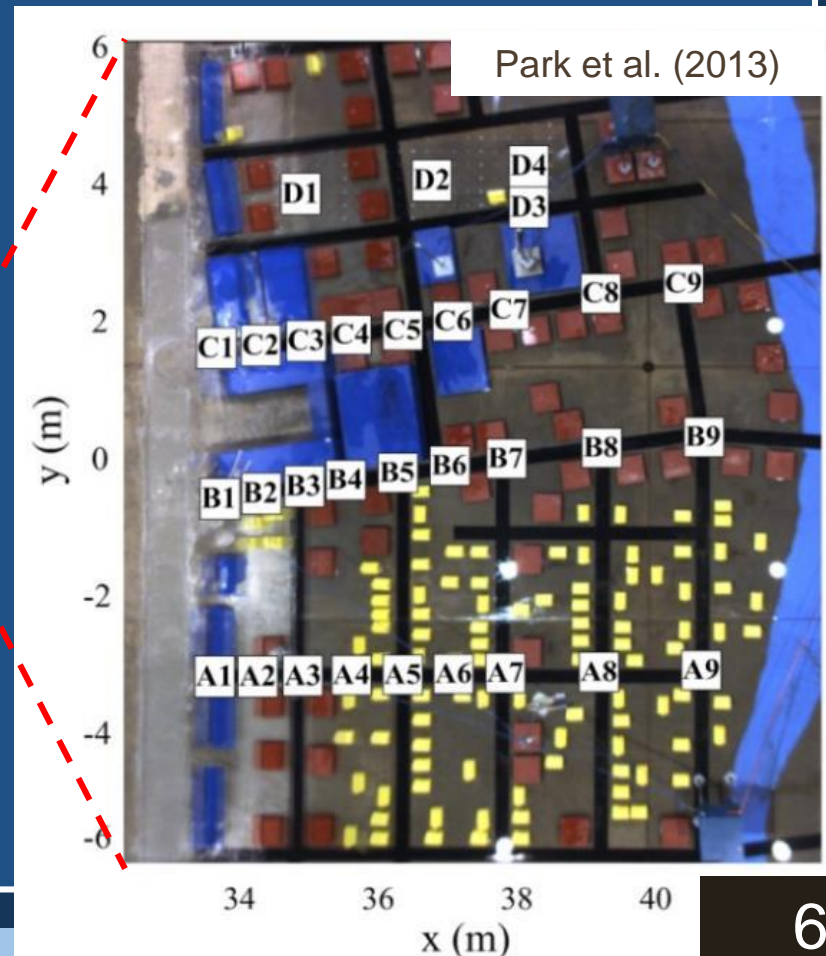 Park et al. (2013)
6
4
2
0
-2
-4
-6
y (m)
D1
D2
D4
D3
C1 C2 C3 C4 C5 C6 C7 C8 C9
B1 B2 B3 B4 B5 B6 B7 B8 B9
A1 A2 A3 A4 A5 A6 A7 A8 A9
34 36 38 40
x (m)
6